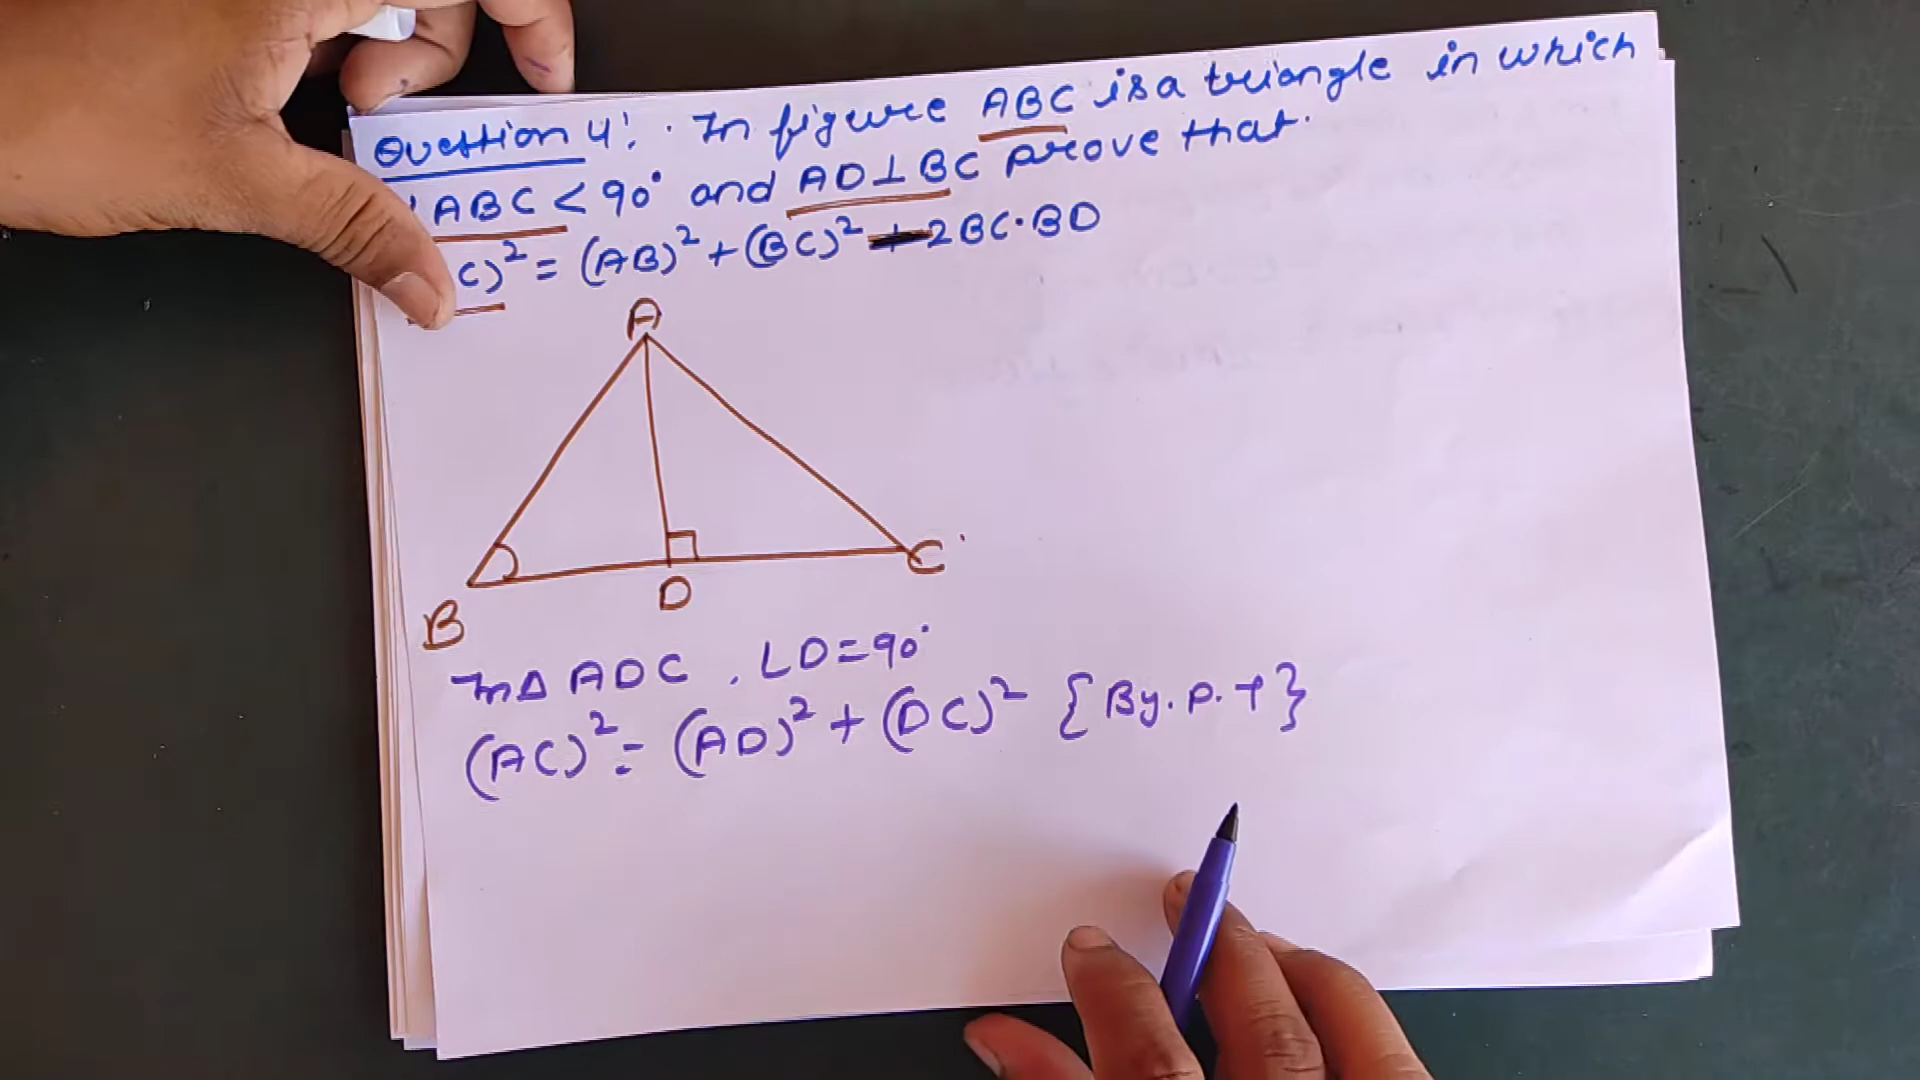 Question 4: In figure ABC is a triangle in which
∠ABC < 90° and AD⊥BC prove that.
C)² = (AB)² + (BC)² - 2BC·BD
A
B
D
C
In Δ ADC, ∠D=90°
(AC)² = (AD)² + (DC)² {By. P. T}